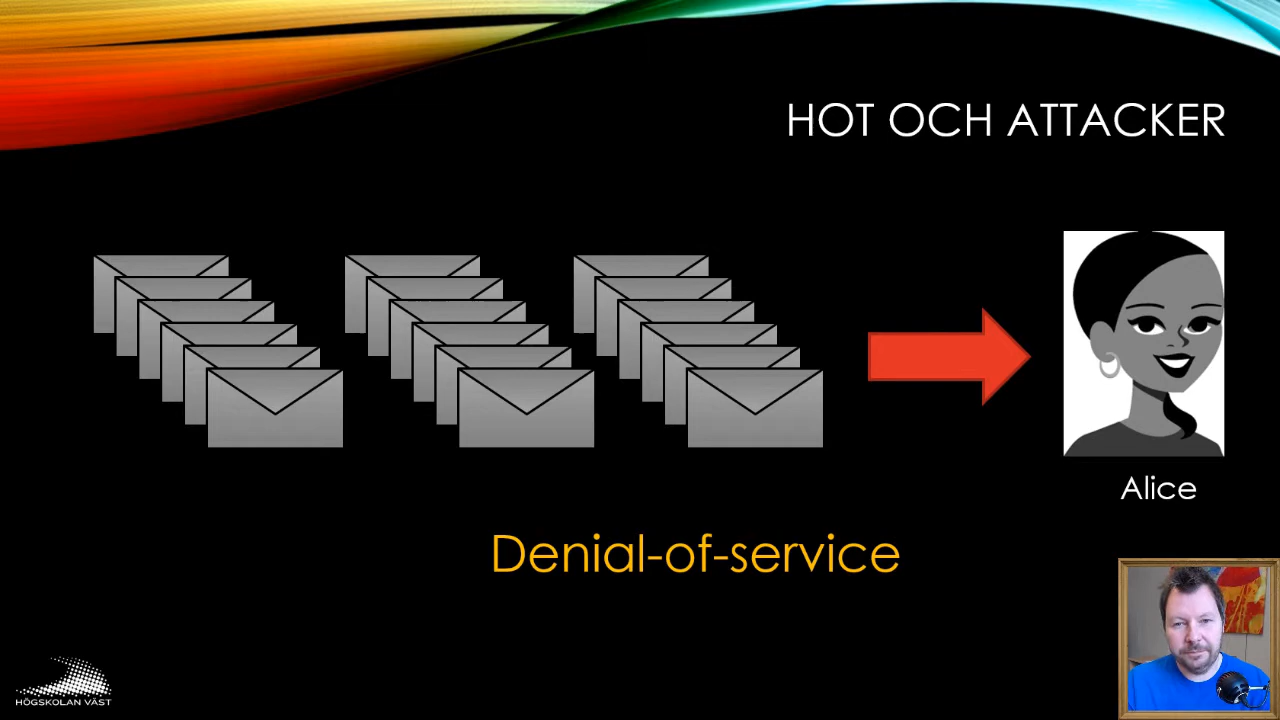 HOT OCH ATTACKER
Alice
Denial-of-service
HÖGSKOLAN VÄST